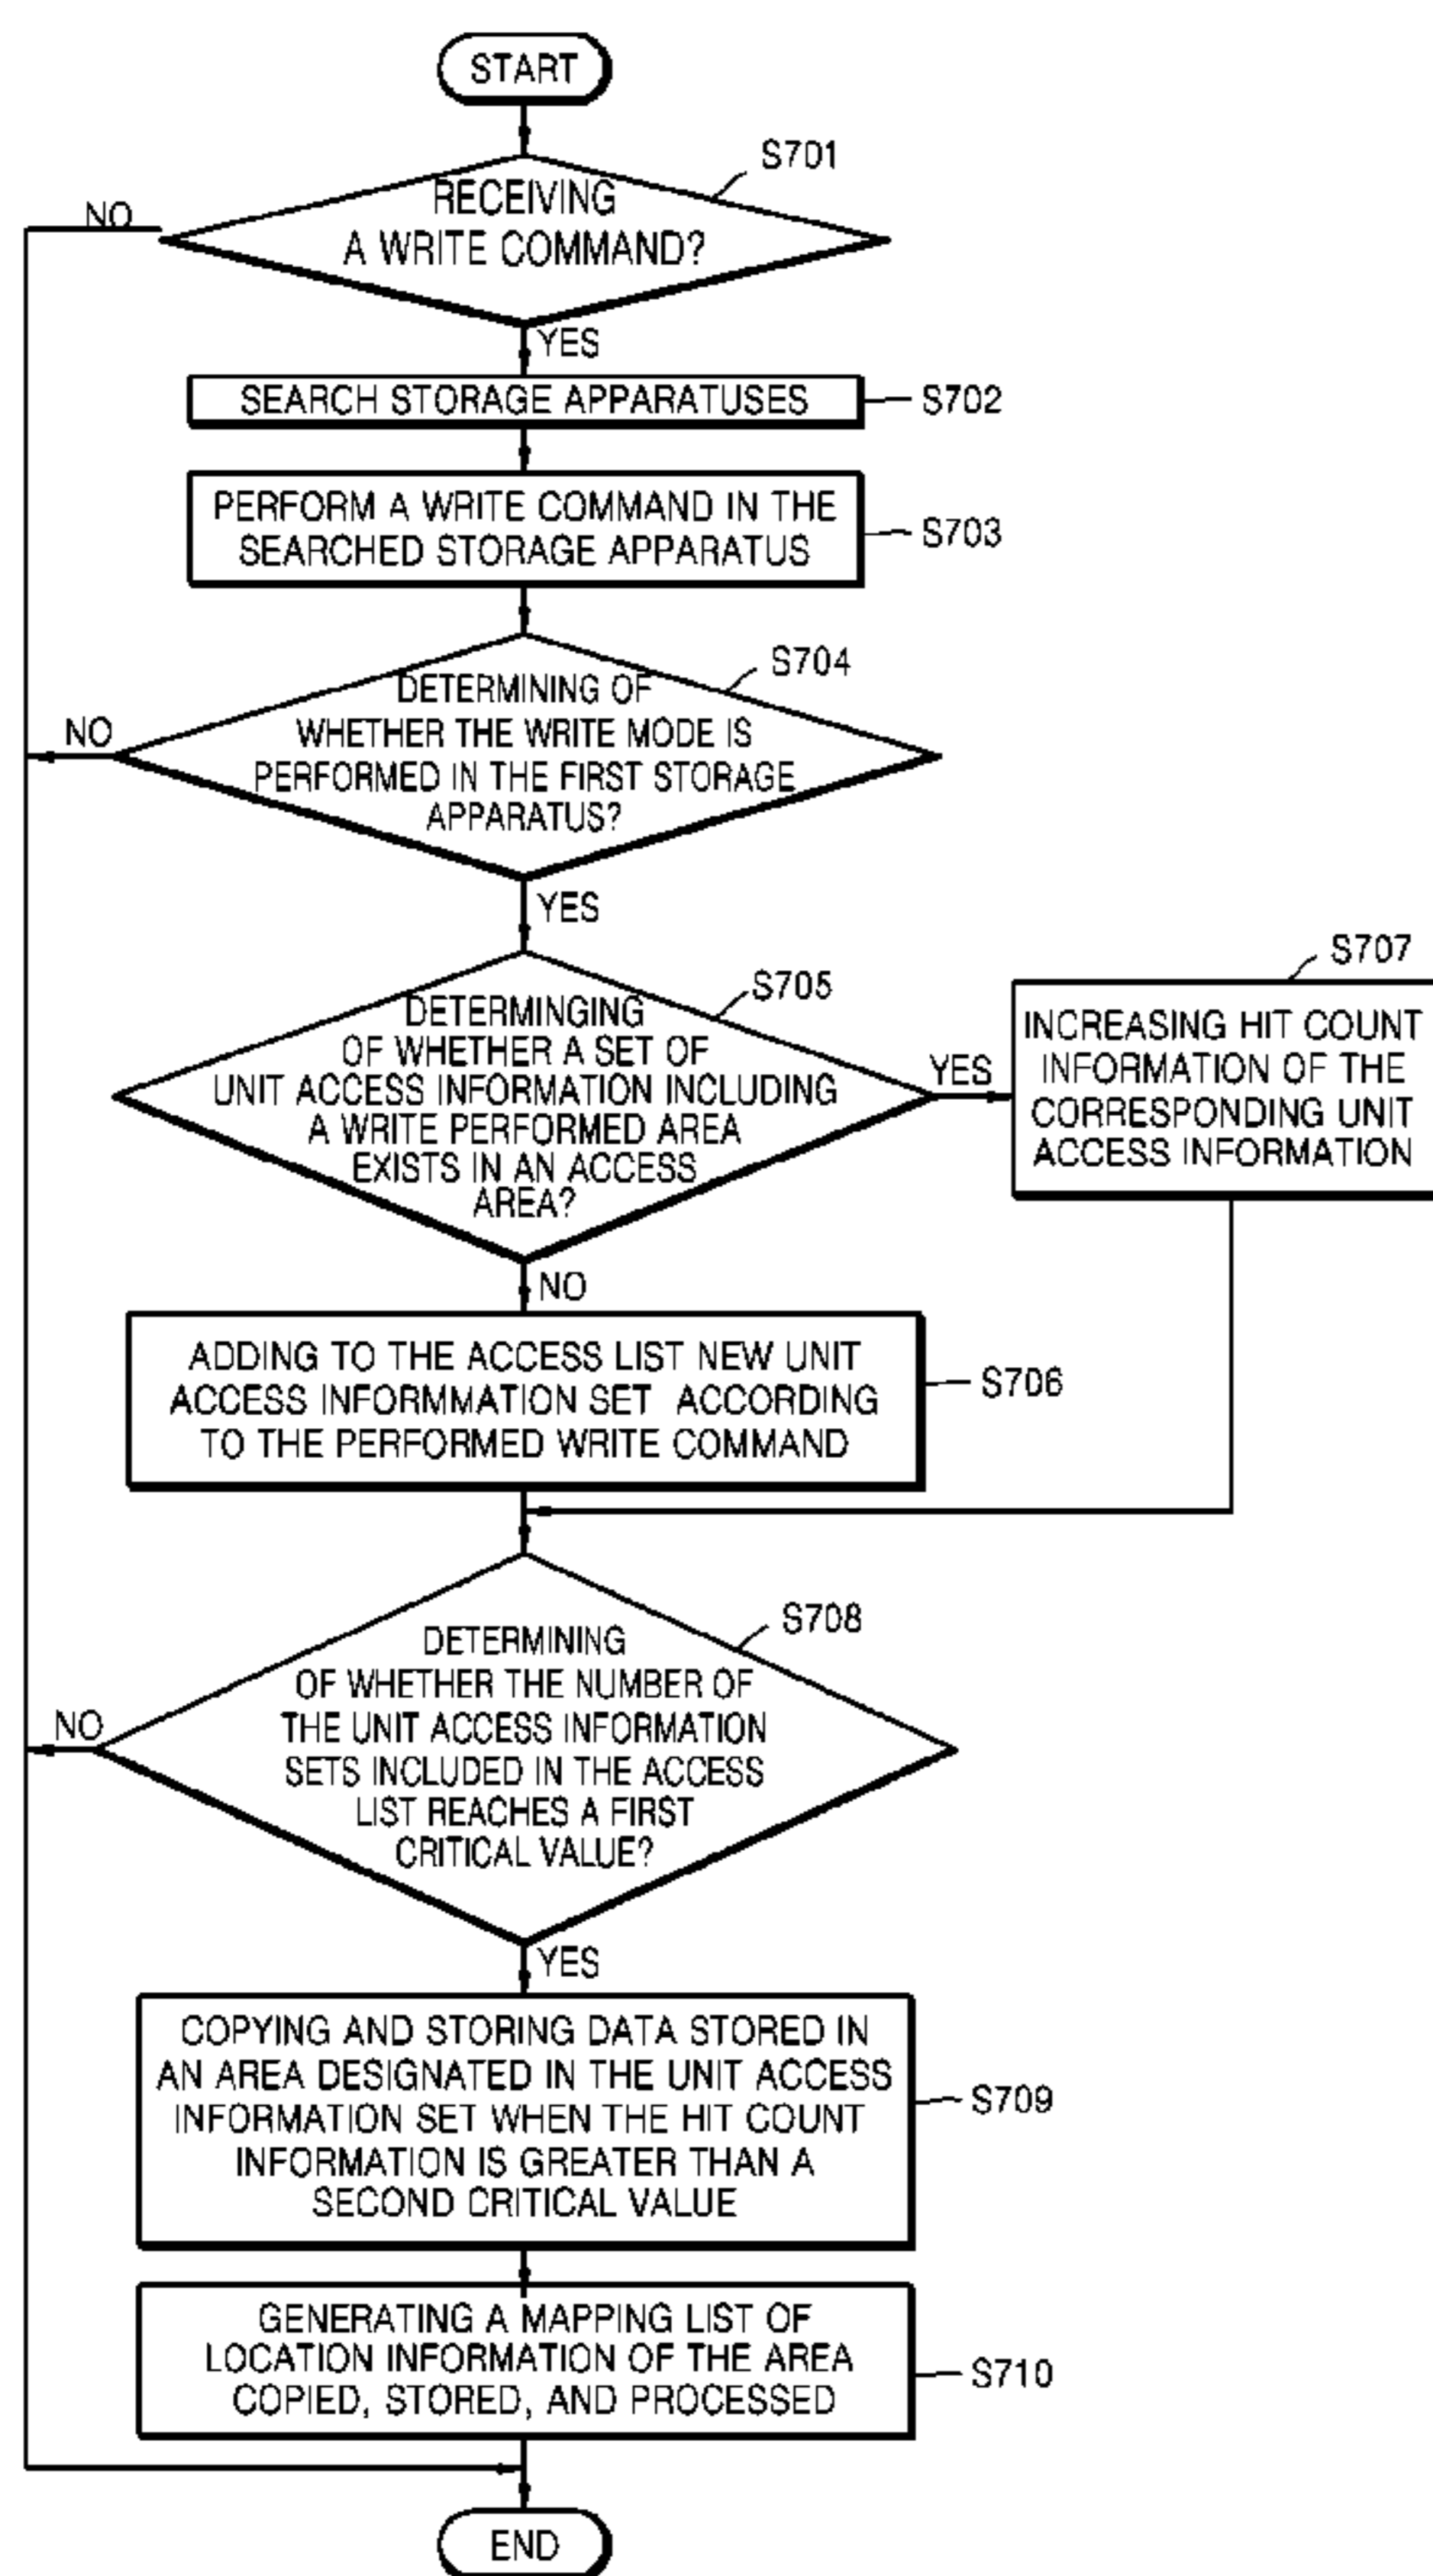 START
S701
RECEIVING
A WRITE COMMAND?
NO
YES
SEARCH STORAGE APPARATUSES
S702
PERFORM A WRITE COMMAND IN THE
SEARCHED STORAGE APPARATUS
S703
S704
DETERMINING OF
WHETHER THE WRITE MODE IS
PERFORMED IN THE FIRST STORAGE
APPARATUS?
NO
YES
S705
DETERMINGING
OF WHETHER A SET OF
UNIT ACCESS INFORMATION INCLUDING
A WRITE PERFORMED AREA
EXISTS IN AN ACCESS
AREA?
YES
S707
INCREASING HIT COUNT
INFORMATION OF THE
CORRESPONDING UNIT
ACCESS INFORMATION
NO
ADDING TO THE ACCESS LIST NEW UNIT
ACCESS INFORMMATION SET ACCORDING
TO THE PERFORMED WRITE COMMAND
S706
S708
DETERMINING
OF WHETHER THE NUMBER OF
THE UNIT ACCESS INFORMATION
SETS INCLUDED IN THE ACCESS
LIST REACHES A FIRST
CRITICAL VALUE?
NO
YES
COPYING AND STORING DATA STORED IN
AN AREA DESIGNATED IN THE UNIT ACCESS
INFORMATION SET WHEN THE HIT COUNT
INFORMATION IS GREATER THAN A
SECOND CRITICAL VALUE
S709
GENERATING A MAPPING LIST OF
LOCATION INFORMATION OF THE AREA
COPIED, STORED, AND PROCESSED
S710
END